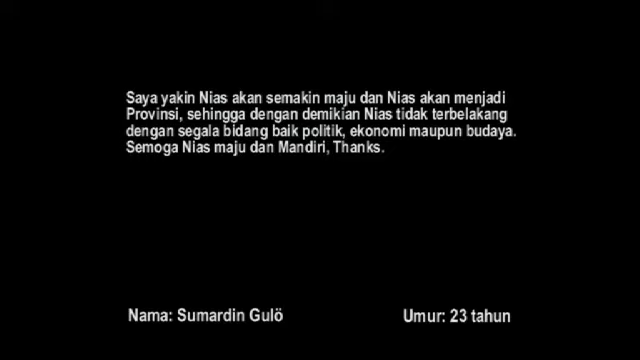 Saya yakin Nias akan semakin maju dan Nias akan menjadi
Provinsi, sehingga dengan demikian Nias tidak terbelakang
dengan segala bidang baik politik, ekonomi maupun budaya.
Semoga Nias maju dan Mandiri, Thanks.
Nama: Sumardin Gulö
Umur: 23 tahun